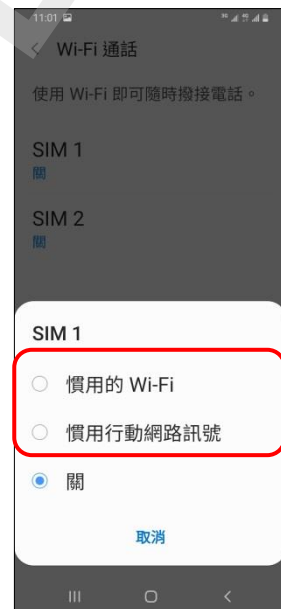 11:01
Wi-Fi 通話
使用 Wi-Fi 即可隨時撥接電話。
SIM 1
關
SIM 2
關
SIM 1
慣用的 Wi-Fi
慣用行動網路訊號
關
取消